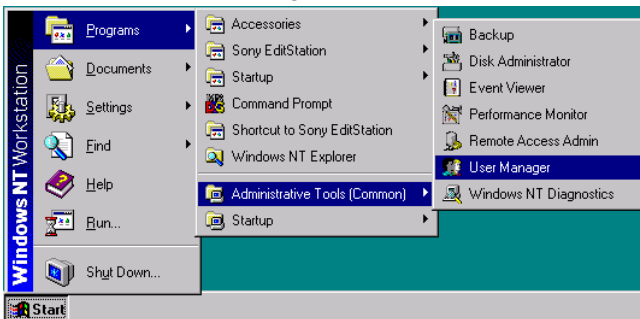 Windows NT Workstation
Programs
Documents
Settings
Find
Help
Run...
Shut Down...
Start
Accessories
Sony EditStation
Startup
Command Prompt
Shortcut to Sony EditStation
Windows NT Explorer
Administrative Tools (Common)
Startup
Backup
Disk Administrator
Event Viewer
Performance Monitor
Remote Access Admin
User Manager
Windows NT Diagnostics